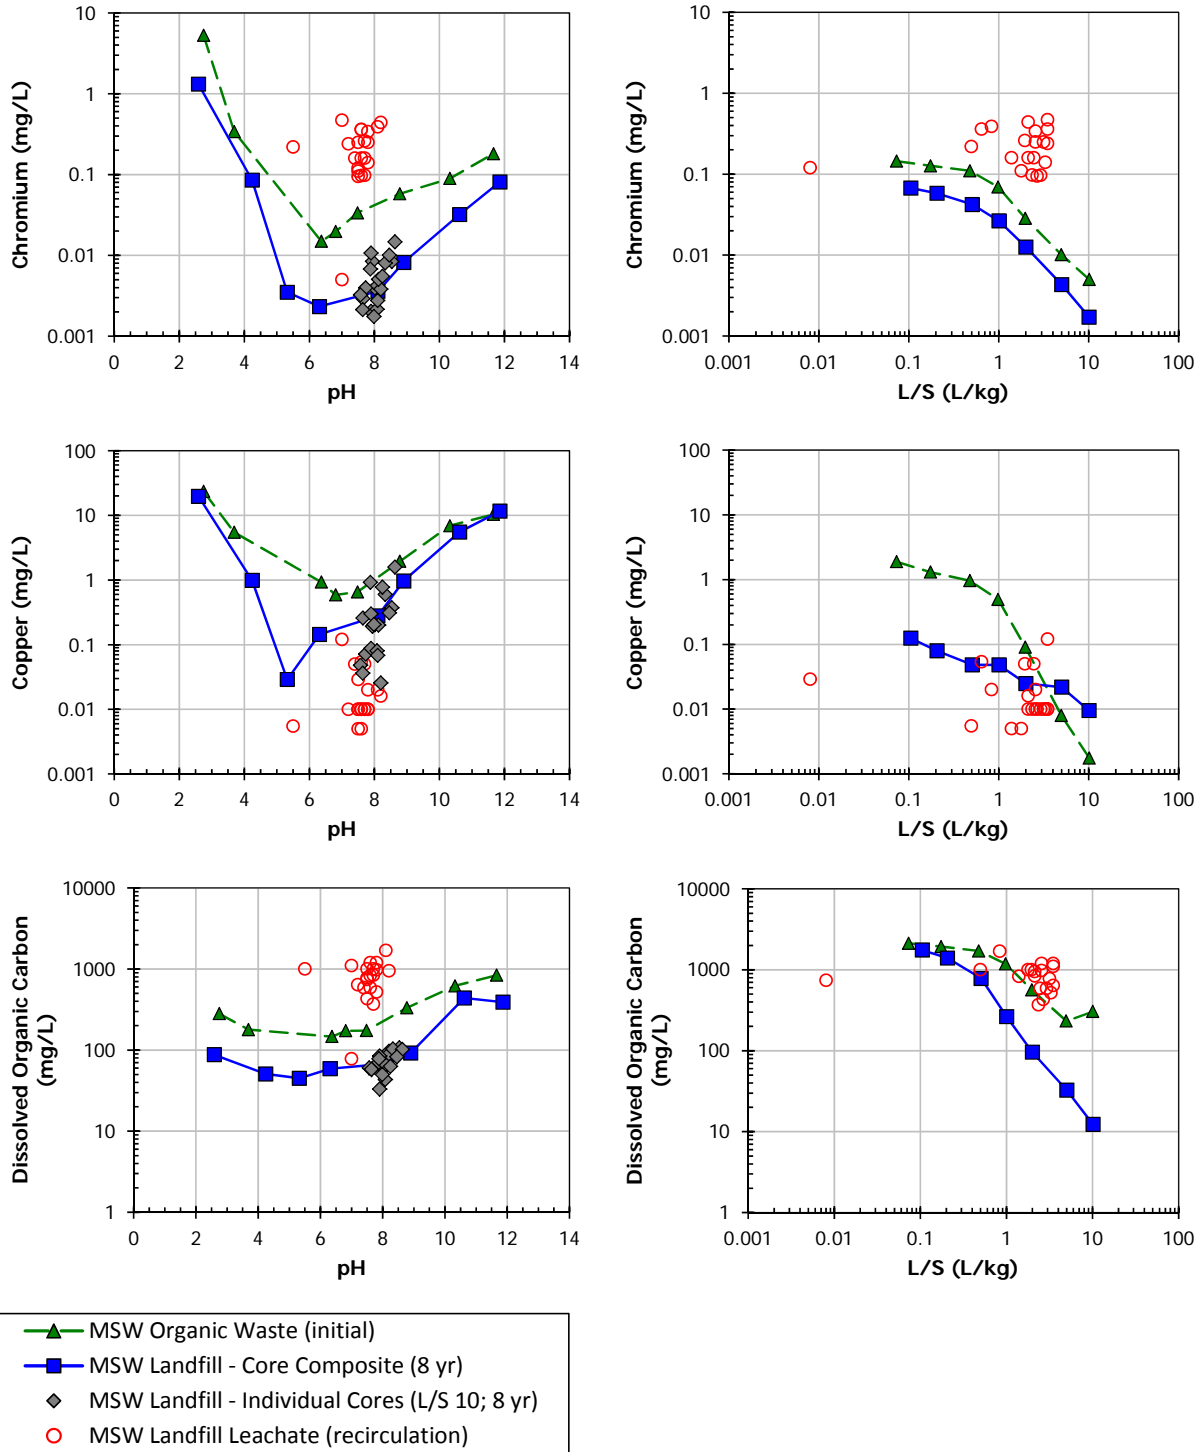 10
1
0.1
0.01
0.001
Chromium (mg/L)
0 2 4 6 8 10 12 14
pH
10
1
0.1
0.01
0.001
Chromium (mg/L)
0.001 0.01 0.1 1 10 100
L/S (L/kg)
100
10
1
0.1
0.01
0.001
Copper (mg/L)
0 2 4 6 8 10 12 14
pH
100
10
1
0.1
0.01
0.001
Copper (mg/L)
0.001 0.01 0.1 1 10 100
L/S (L/kg)
10000
1000
100
10
1
Dissolved Organic Carbon
(mg/L)
0 2 4 6 8 10 12 14
pH
10000
1000
100
10
1
Dissolved Organic Carbon
(mg/L)
0.001 0.01 0.1 1 10 100
L/S (L/kg)
MSW Organic Waste (initial)
MSW Landfill - Core Composite (8 yr)
MSW Landfill - Individual Cores (L/S 10; 8 yr)
MSW Landfill Leachate (recirculation)